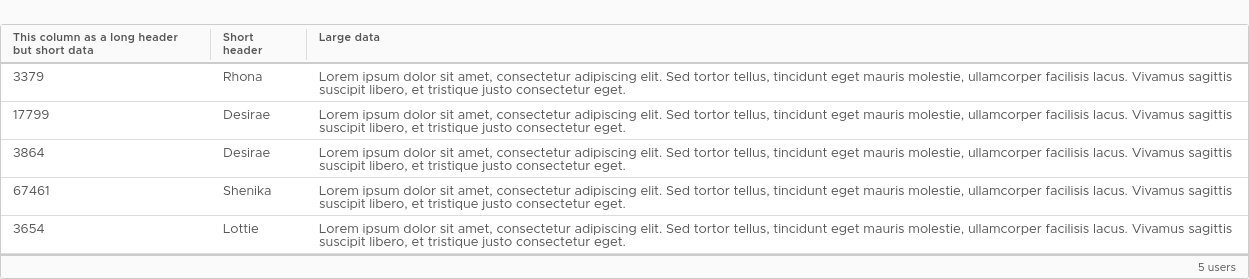 This column as a long header
but short data
Short
header
Large data
3379
Rhona
Lorem ipsum dolor sit amet, consectetur adipiscing elit. Sed tortor tellus, tincidunt eget mauris molestie, ullamcorper facilisis lacus. Vivamus sagittis
suscipit libero, et tristique justo consectetur eget.
17799
Desirae
Lorem ipsum dolor sit amet, consectetur adipiscing elit. Sed tortor tellus, tincidunt eget mauris molestie, ullamcorper facilisis lacus. Vivamus sagittis
suscipit libero, et tristique justo consectetur eget.
3864
Desirae
Lorem ipsum dolor sit amet, consectetur adipiscing elit. Sed tortor tellus, tincidunt eget mauris molestie, ullamcorper facilisis lacus. Vivamus sagittis
suscipit libero, et tristique justo consectetur eget.
67461
Shenika
Lorem ipsum dolor sit amet, consectetur adipiscing elit. Sed tortor tellus, tincidunt eget mauris molestie, ullamcorper facilisis lacus. Vivamus sagittis
suscipit libero, et tristique justo consectetur eget.
3654
Lottie
Lorem ipsum dolor sit amet, consectetur adipiscing elit. Sed tortor tellus, tincidunt eget mauris molestie, ullamcorper facilisis lacus. Vivamus sagittis
suscipit libero, et tristique justo consectetur eget.
5 users